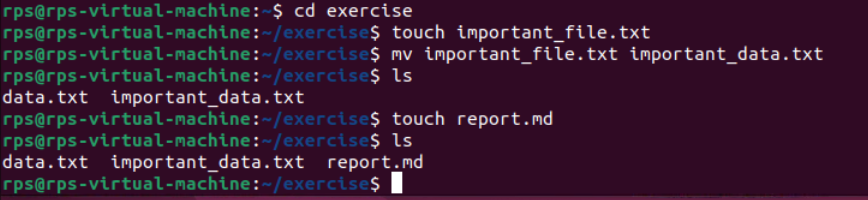 rps@rps-virtual-machine:~$ cd exercise
rps@rps-virtual-machine:~/exercise$ touch important_file.txt
rps@rps-virtual-machine:~/exercise$ mv important_file.txt important_data.txt
rps@rps-virtual-machine:~/exercise$ ls
data.txt  important_data.txt
rps@rps-virtual-machine:~/exercise$ touch report.md
rps@rps-virtual-machine:~/exercise$ ls
data.txt  important_data.txt  report.md
rps@rps-virtual-machine:~/exercise$